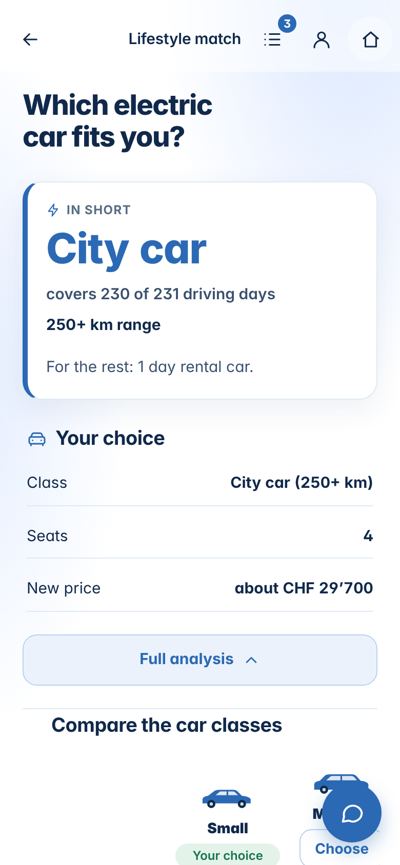 Lifestyle match
3
Which electric
car fits you?
IN SHORT
City car
covers 230 of 231 driving days
250+ km range
For the rest: 1 day rental car.
Your choice
Class City car (250+ km)
Seats 4
New price about CHF 29’700
Full analysis
Compare the car classes
Small
Your choice
Choose